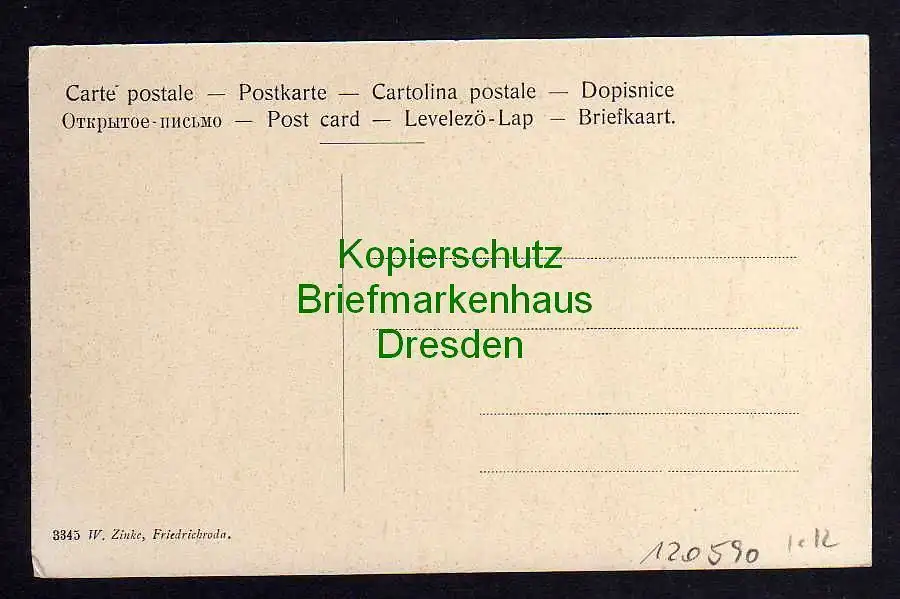 Carte postale — Postkarte — Cartolina postale — Dopisnice
Открытое-письмо — Post card — Levelező-Lap — Briefkaart.
Kopierschutz
Briefmarkenhaus
Dresden
3345 W. Zinke, Friedrichroda.
120590